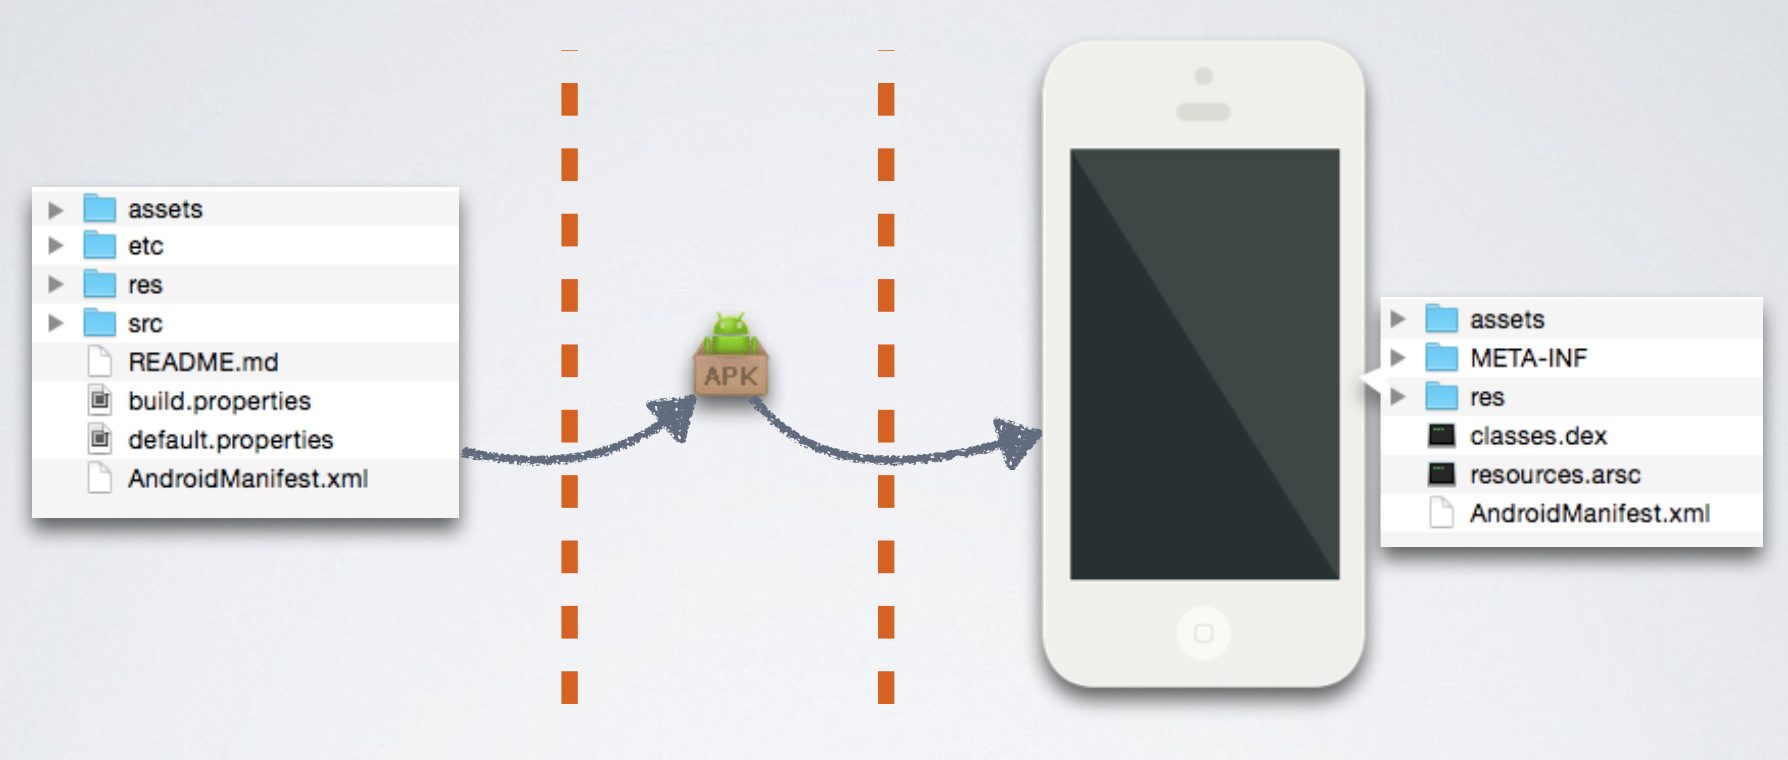 assets
etc
res
src
README.md
build.properties
default.properties
AndroidManifest.xml
APK
assets
META-INF
res
classes.dex
resources.arsc
AndroidManifest.xml